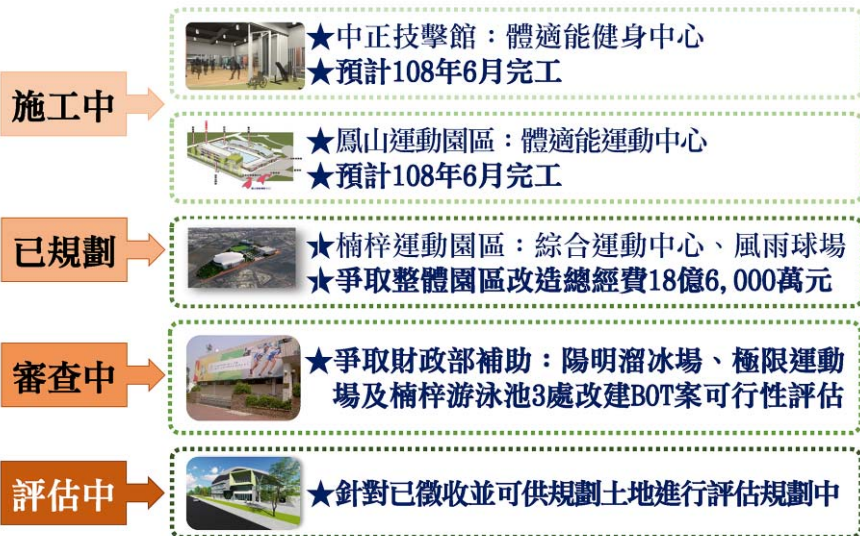 施工中
★中正技擊館：體適能健身中心
★預計108年6月完工
★鳳山運動園區：體適能運動中心
★預計108年6月完工
已規劃
★楠梓運動園區：綜合運動中心、風雨球場
★爭取整體園區改造總經費18億6,000萬元
審查中
★爭取財政部補助：陽明溜冰場、極限運動
場及楠梓游泳池3處改建BOT案可行性評估
評估中
★針對已徵收並可供規劃土地進行評估規劃中